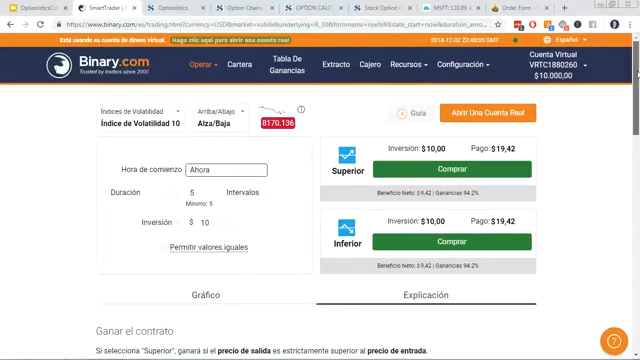 OptionisticsCo
SmartTrader
Optionistics
Option Chain
OPTION CALC
Stock Option
MSFT: 110.89
Order Form
https://www.binary.com/es/trading.html?currency=USD&market=volidx&underlying=R_10&formname=risefall&date_start=now&duration_amo...
Está usando su cuenta de dinero virtual. Haga clic aquí para abrir una cuenta real
2018-12-02 22:48:05 GMT
Español
Binary.com
Trusted by traders since 2000
Operar
Cartera
Tabla De Ganancias
Extracto
Cajero
Recursos
Configuración
Cuenta Virtual
VRTC1880260
$10.000,00
Índices de Volatilidad
Índice de Volatilidad 10
Arriba/Abajo
Alza/Baja
8170.136
Guía
Abrir Una Cuenta Real
Hora de comienzo Ahora
Duración 5 Intervalos
Mínimo: 5
Inversión $ 10
Permitir valores iguales
Superior
Inversión: $10,00 Pago: $19,42
Comprar
Beneficio Neto: $9,42 | Ganancias 94.2%
Inferior
Inversión: $10,00 Pago: $19,42
Comprar
Beneficio Neto: $9,42 | Ganancias 94.2%
Gráfico
Explicación
Ganar el contrato
Si selecciona "Superior", ganará si el precio de salida es estrictamente superior al precio de entrada.